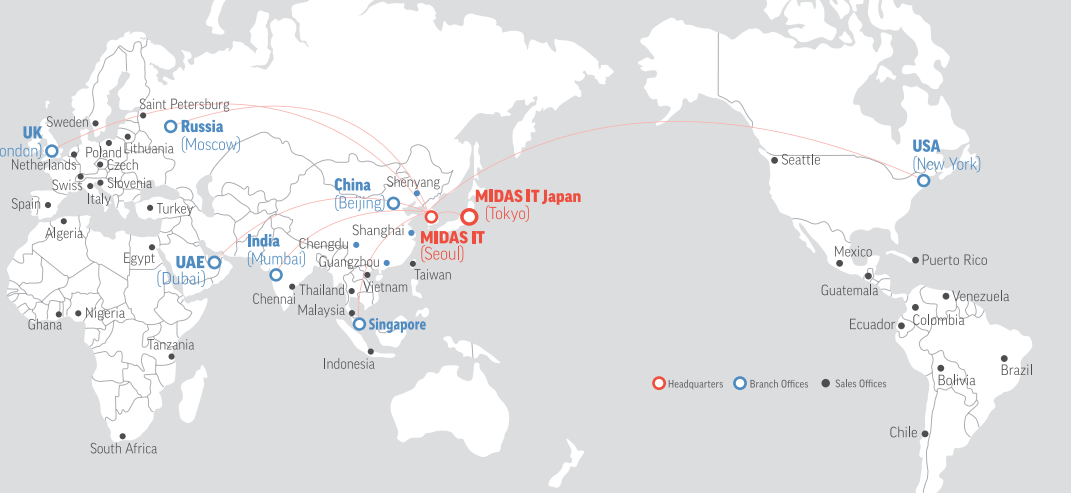 Saint Petersburg
Sweden
Russia
(Moscow)
UK
ondon)
Lithuania
Poland
Netherlands
Czech
Swiss
Slovenia
Italy
Spain
Turkey
Algeria
Egypt
UAE
(Dubai)
India
(Mumbai)
Chennai
China
(Beijing)
Shenyang
Shanghai
Chengdu
Guangzhou
MIDAS IT Japan
(Tokyo)
MIDAS IT
(Seoul)
Taiwan
Vietnam
Thailand
Malaysia
Singapore
Indonesia
Ghana
Nigeria
Tanzania
South Africa
USA
(New York)
Seattle
Mexico
Puerto Rico
Guatemala
Venezuela
Colombia
Ecuador
Brazil
Bolivia
Chile
Headquarters
Branch Offices
Sales Offices